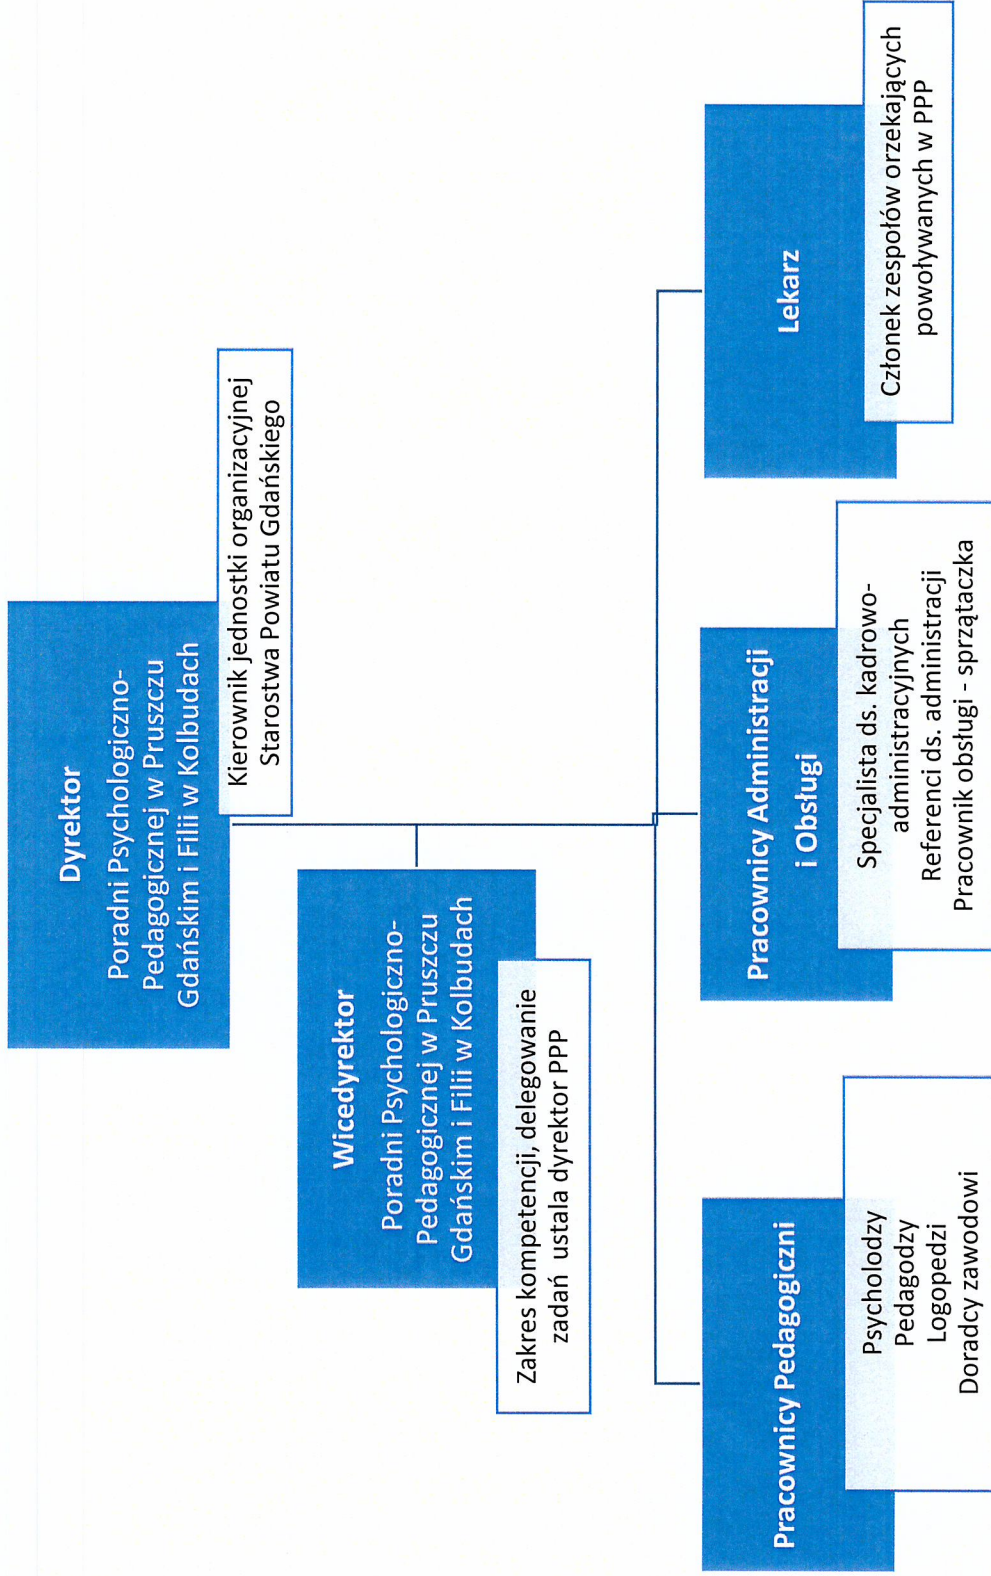 Dyrektor
Poradni Psychologiczno-
Pedagogicznej w Pruszczu
Gdańskim i Filii w Kolbudach
Kierownik jednostki organizacyjnej
Starostwa Powiatu Gdańskiego
Wicedyrektor
Poradni Psychologiczno-
Pedagogicznej w Pruszczu
Gdańskim i Filii w Kolbudach
Zakres kompetencji, delegowanie
zadań ustala dyrektor PPP
Pracownicy Pedagogiczni
Psycholodzy
Pedagodzy
Logopedzi
Doradcy zawodowi
Pracownicy Administracji
i Obsługi
Specjalista ds. kadrowo-
administracyjnych
Referenci ds. administracji
Pracownik obsługi - sprzątaczka
Lekarz
Członek zespołów orzekających
powoływanych w PPP